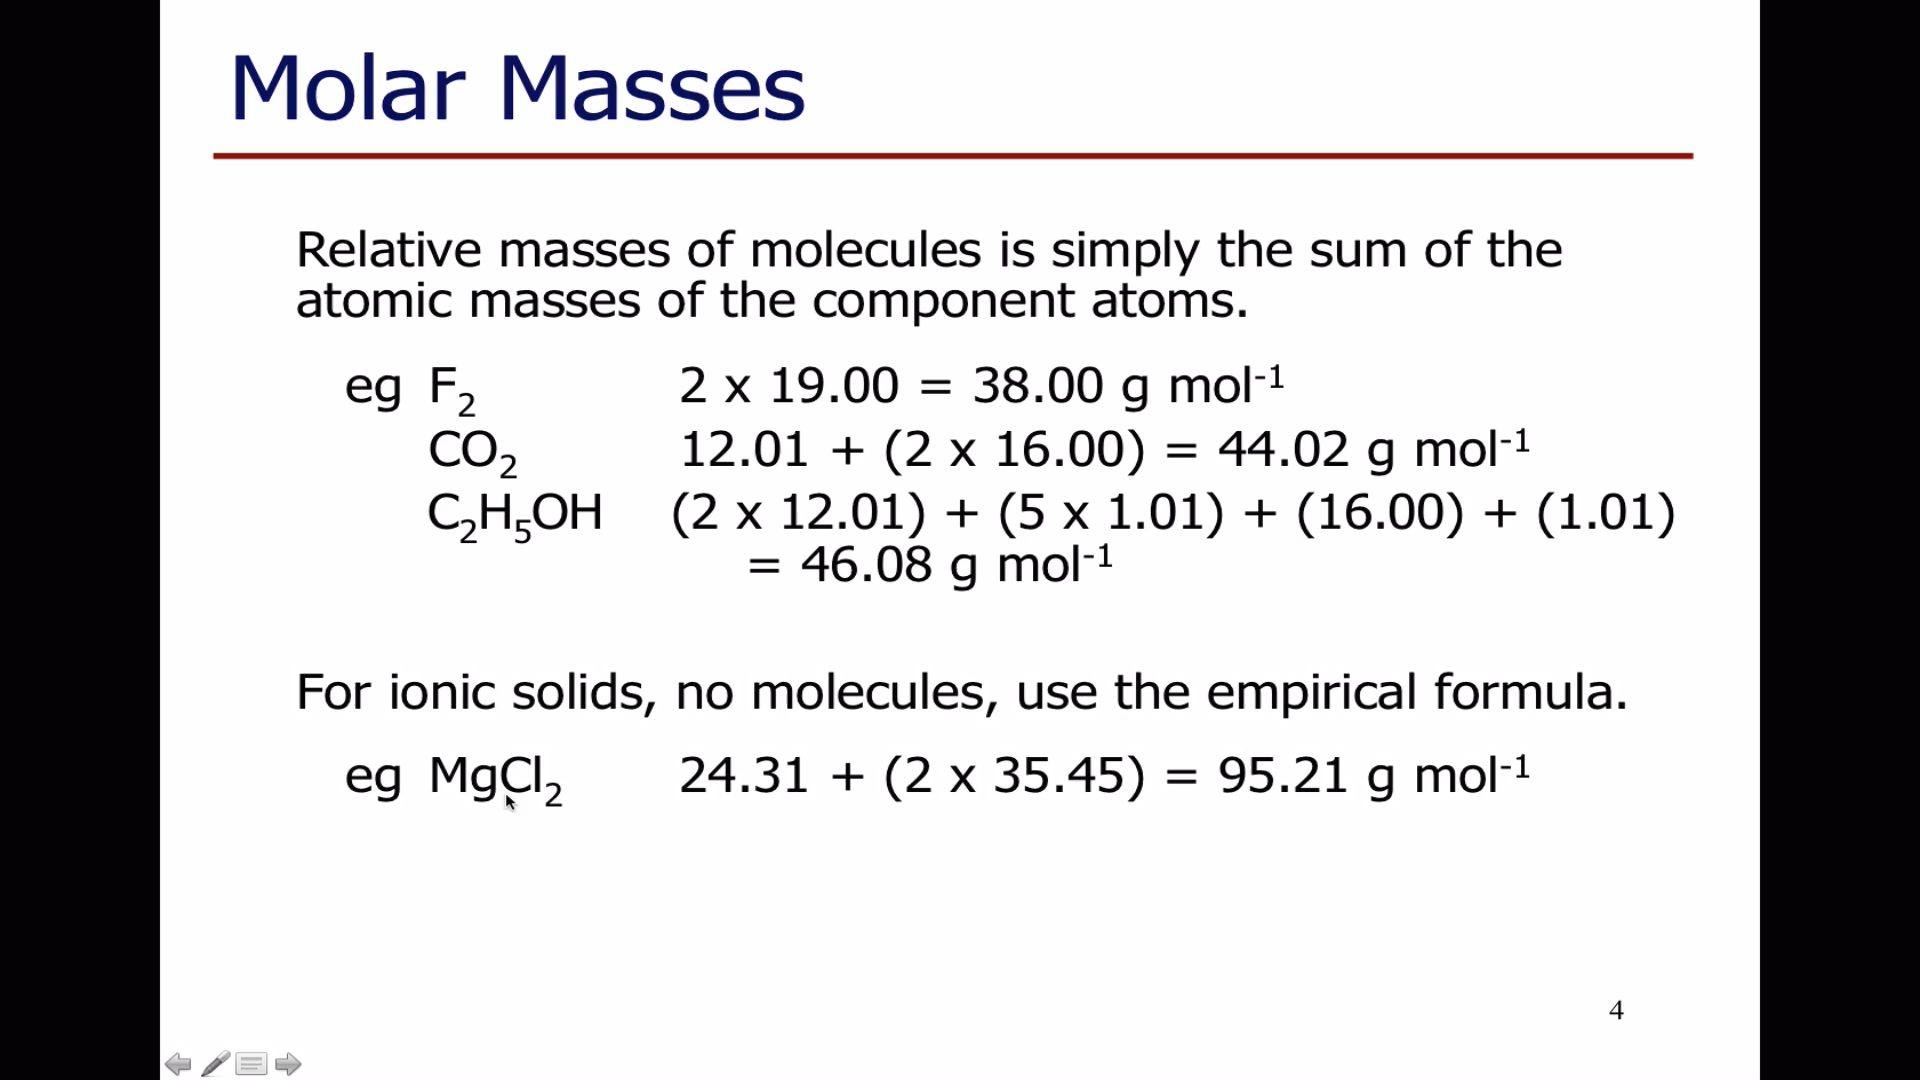 Molar Masses
Relative masses of molecules is simply the sum of the
atomic masses of the component atoms.
eg F₂ 2 x 19.00 = 38.00 g mol⁻¹
CO₂ 12.01 + (2 x 16.00) = 44.02 g mol⁻¹
C₂H₅OH (2 x 12.01) + (5 x 1.01) + (16.00) + (1.01)
= 46.08 g mol⁻¹
For ionic solids, no molecules, use the empirical formula.
eg MgCl₂ 24.31 + (2 x 35.45) = 95.21 g mol⁻¹
4